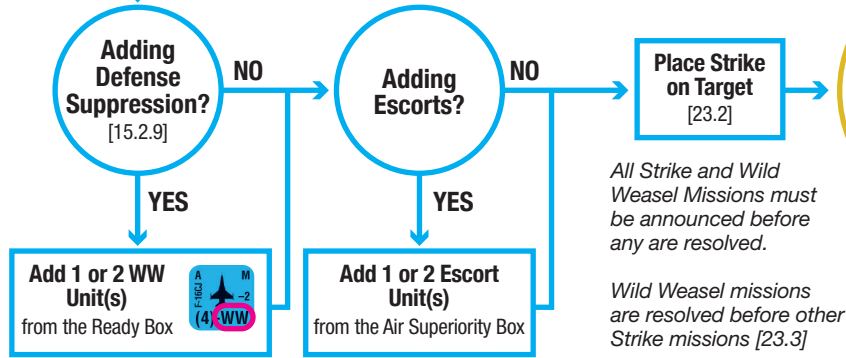 Adding
Defense
Suppression?
[15.2.9]
NO
YES
Add 1 or 2 WW
Unit(s)
from the Ready Box
A M
F-16CJ
-2
(4)-WW
Adding
Escorts?
NO
YES
Add 1 or 2 Escort
Unit(s)
from the Air Superiority Box
Place Strike
on Target
[23.2]
All Strike and Wild
Weasel Missions must
be announced before
any are resolved.
Wild Weasel missions
are resolved before other
Strike missions [23.3]